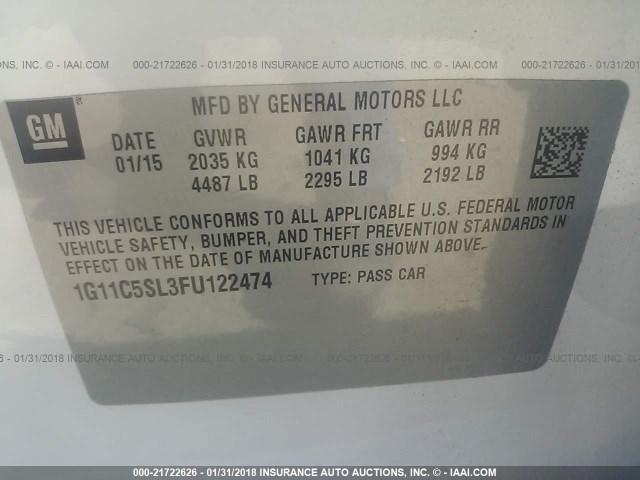 000-21722626 - 01/31/2018 INSURANCE AUTO AUCTIONS, INC. © - IAAI.COM
GM
MFD BY GENERAL MOTORS LLC
DATE GVWR GAWR FRT GAWR RR
01/15 2035 KG 1041 KG 994 KG
4487 LB 2295 LB 2192 LB
THIS VEHICLE CONFORMS TO ALL APPLICABLE U.S. FEDERAL MOTOR
VEHICLE SAFETY, BUMPER, AND THEFT PREVENTION STANDARDS IN
EFFECT ON THE DATE OF MANUFACTURE SHOWN ABOVE.
1G11C5SL3FU122474 TYPE: PASS CAR
000-21722626 - 01/31/2018 INSURANCE AUTO AUCTIONS, INC. © - IAAI.COM
000-21722626 - 01/31/2018 INSURANCE AUTO AUCTIONS, INC. © - IAAI.COM